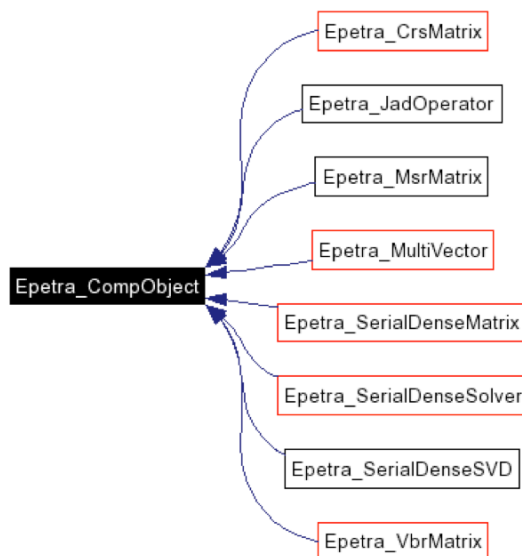 Epetra_CrsMatrix
Epetra_JadOperator
Epetra_MsrMatrix
Epetra_MultiVector
Epetra_CompObject
Epetra_SerialDenseMatrix
Epetra_SerialDenseSolver
Epetra_SerialDenseSVD
Epetra_VbrMatrix